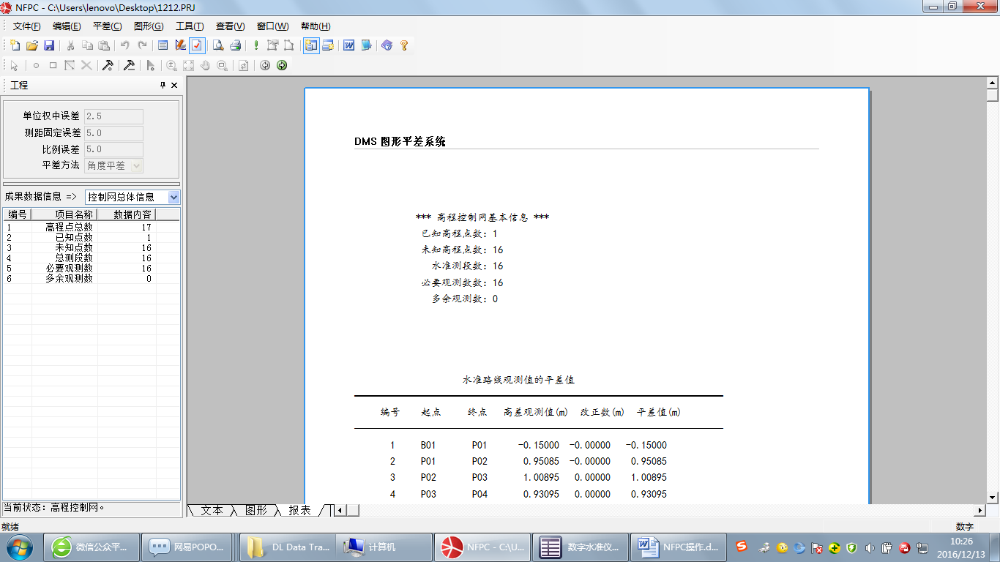 NFPC - C:\Users\lenovo\Desktop\1212.PRJ
文件(F) 编辑(E) 平差(C) 图形(G) 工具(T) 查看(V) 窗口(W) 帮助(H)
工程
单位权中误差 2.5
测距固定误差 5.0
比例误差 5.0
平差方法 角度平差
成果数据信息 => 控制网总体信息
编号 项目名称 数据内容
1 高程点总数 17
2 已知点数 1
3 未知点数 16
4 总测段数 16
5 必要观测数 16
6 多余观测数 0
当前状态：高程控制网。
DMS 图形平差系统
*** 高程控制网基本信息 ***
已知高程点数：1
未知高程点数：16
水准测段数：16
必要观测数数：16
多余观测数：0
水准路线观测值的平差值
编号 起点 终点 高差观测值(m) 改正数(m) 平差值(m)
1 B01 P01 -0.15000 -0.00000 -0.15000
2 P01 P02 0.95085 -0.00000 0.95085
3 P02 P03 1.00895 0.00000 1.00895
4 P03 P04 0.93095 0.00000 0.93095
文本 图形 报表
就绪 数字
微信公众平... 网易POPO... DL Data Tra... 计算机 NFPC - C:\U... 数字水准仪... NFPC操作.d...
10:26
2016/12/13